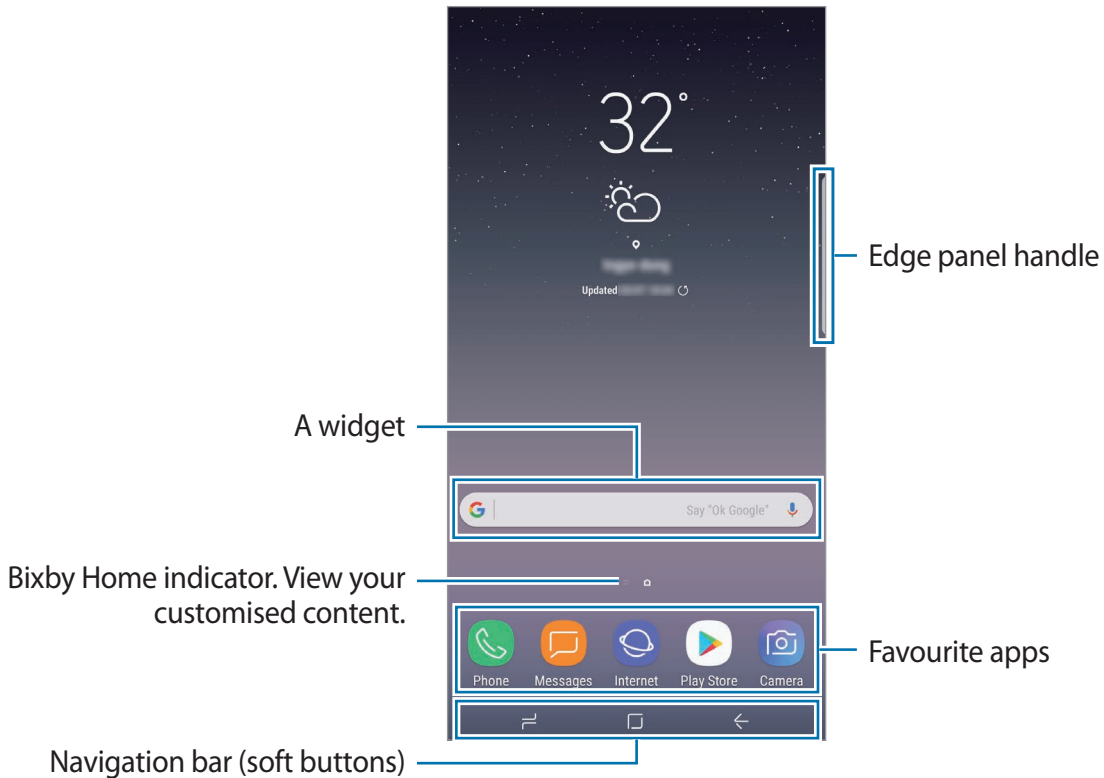 32°
Updated
Edge panel handle
A widget
Say "Ok Google"
Bixby Home indicator. View your
customised content.
Phone Messages Internet Play Store Camera
Favourite apps
Navigation bar (soft buttons)